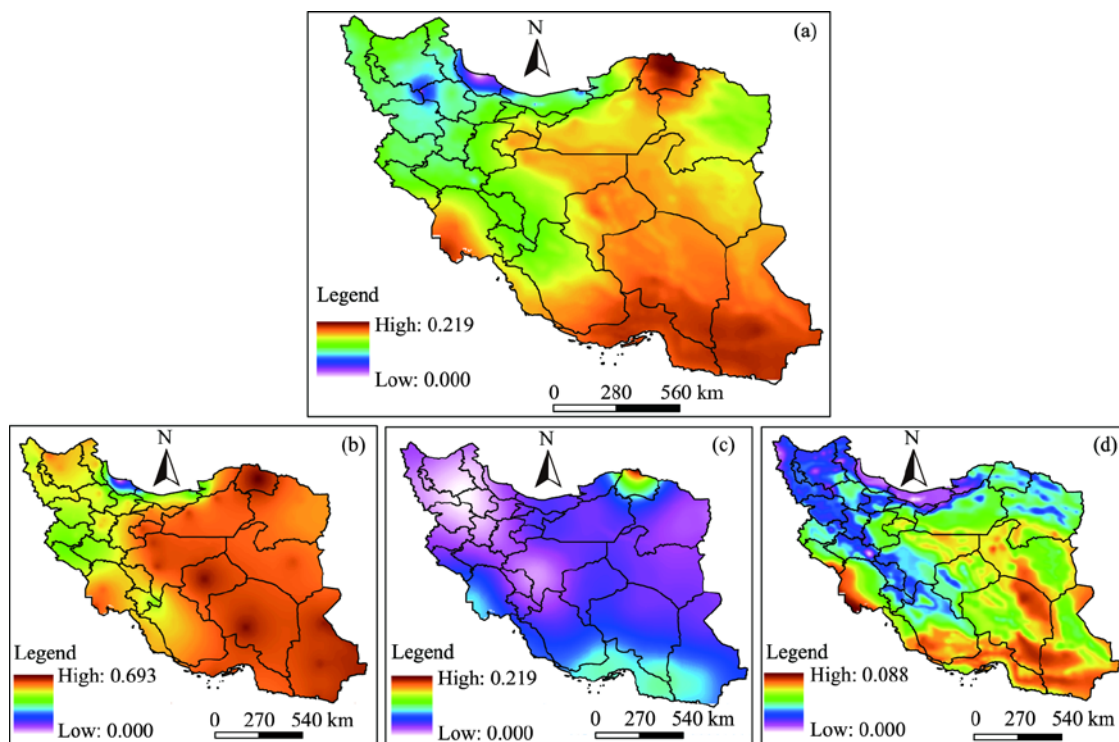 (a)
N
Legend
High: 0.219
Low: 0.000
0 280 560 km
(b)
N
Legend
High: 0.693
Low: 0.000
0 270 540 km
(c)
N
Legend
High: 0.219
Low: 0.000
0 270 540 km
(d)
N
Legend
High: 0.088
Low: 0.000
0 270 540 km